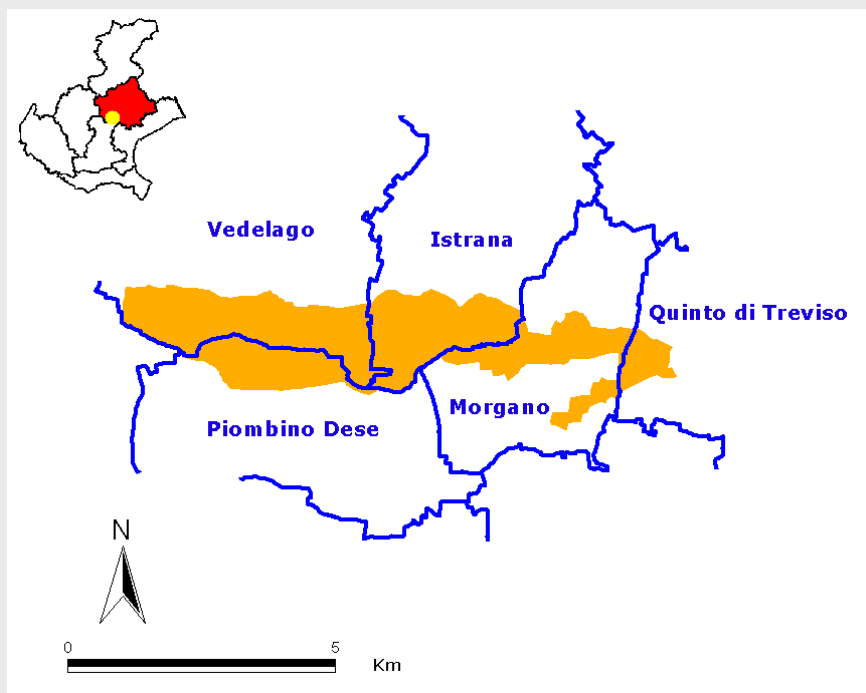 Vedelago
Istrana
Quinto di Treviso
Morgano
Piombino Dese
N
0 5
Km